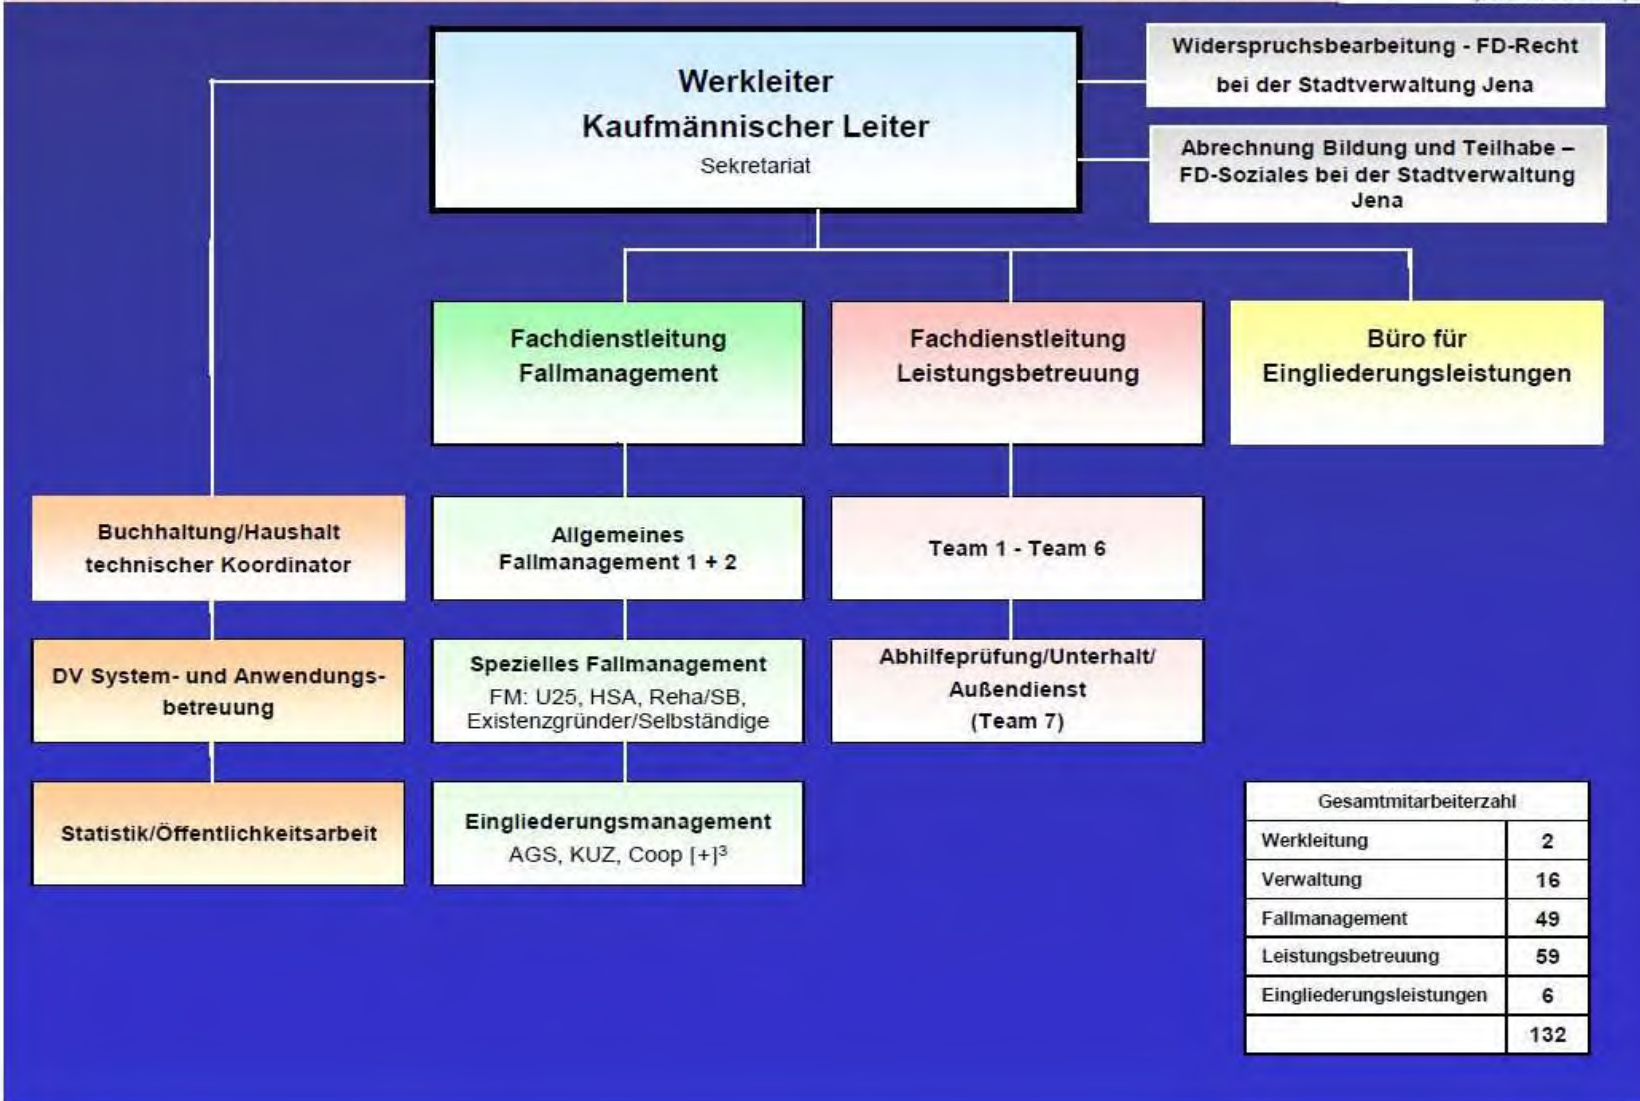 Werkleiter
Kaufmännischer Leiter
Sekretariat
Widerspruchsbearbeitung - FD-Recht
bei der Stadtverwaltung Jena
Abrechnung Bildung und Teilhabe –
FD-Soziales bei der Stadtverwaltung
Jena
Fachdienstleitung
Fallmanagement
Fachdienstleitung
Leistungsbetreuung
Büro für
Eingliederungsleistungen
Buchhaltung/Haushalt
technischer Koordinator
DV System- und Anwendungs-
betreuung
Statistik/Öffentlichkeitsarbeit
Allgemeines
Fallmanagement 1 + 2
Spezielles Fallmanagement
FM: U25, HSA, Reha/SB,
Existenzgründer/Selbständige
Eingliederungsmanagement
AGS, KUZ, Coop [+]³
Team 1 - Team 6
Abhilfeprüfung/Unterhalt/
Außendienst
(Team 7)
Gesamtmitarbeiterzahl
Werkleitung 2
Verwaltung 16
Fallmanagement 49
Leistungsbetreuung 59
Eingliederungsleistungen 6
132